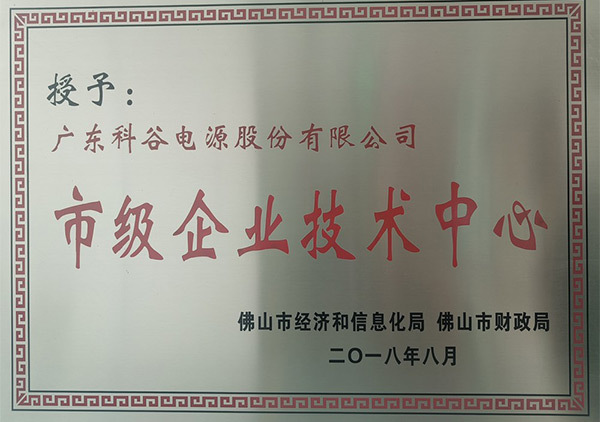 授予：
广东科谷电源股份有限公司
市级企业技术中心
佛山市经济和信息化局 佛山市财政局
二〇一八年八月